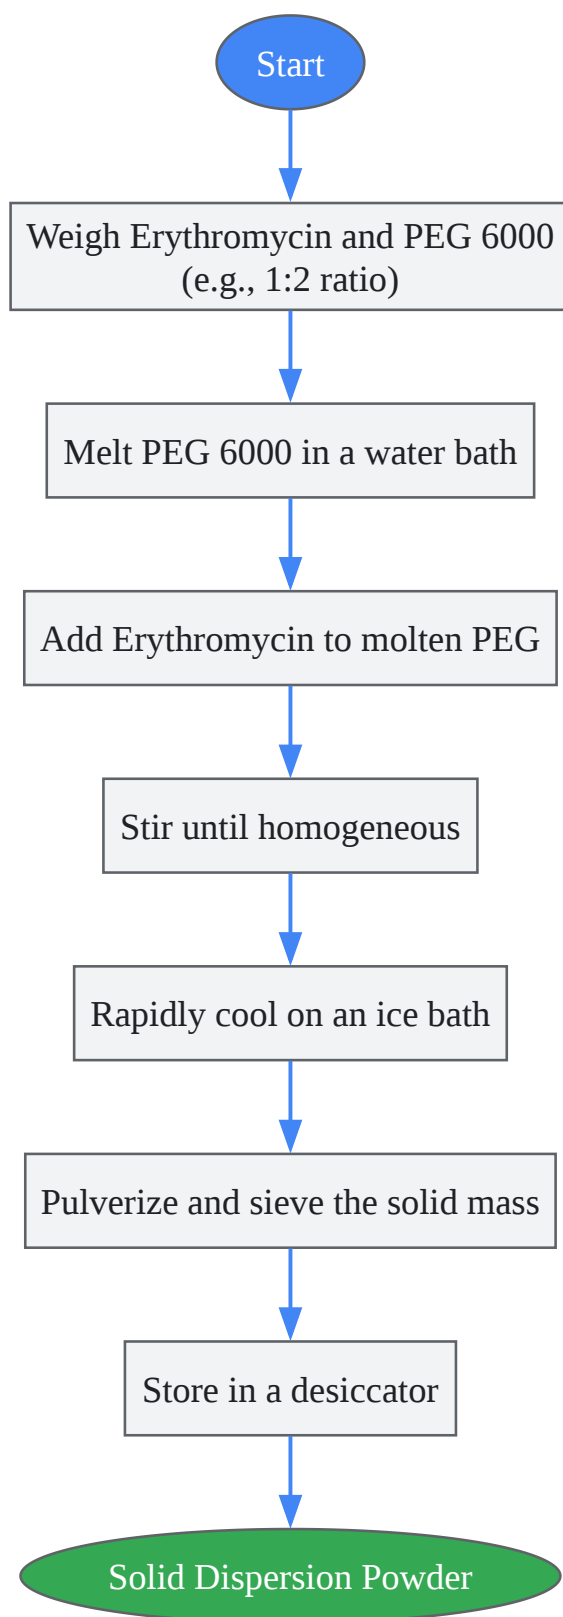 Start
Weigh Erythromycin and PEG 6000
(e.g., 1:2 ratio)
Melt PEG 6000 in a water bath
Add Erythromycin to molten PEG
Stir until homogeneous
Rapidly cool on an ice bath
Pulverize and sieve the solid mass
Store in a desiccator
Solid Dispersion Powder